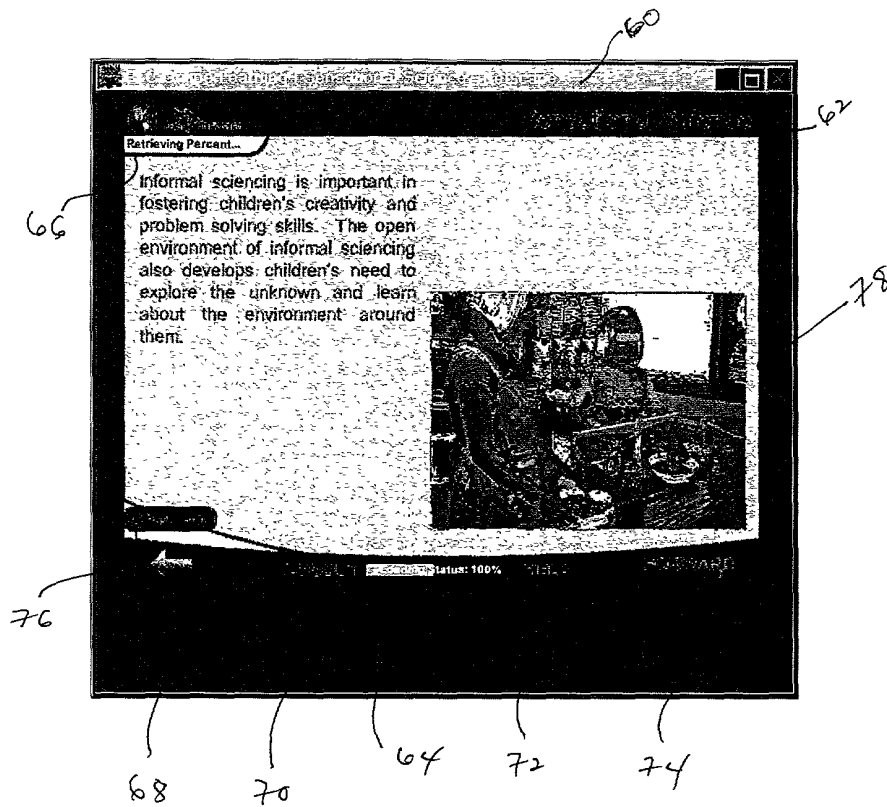 60
62
Retrieving Percent...
66
Informal sciencing is important in
fostering children's creativity and
problem solving skills. The open
environment of informal sciencing
also develops children's need to
explore the unknown and learn
about the environment around
them.
78
Status: 100%
FORWARD
76
68
70
64
72
74